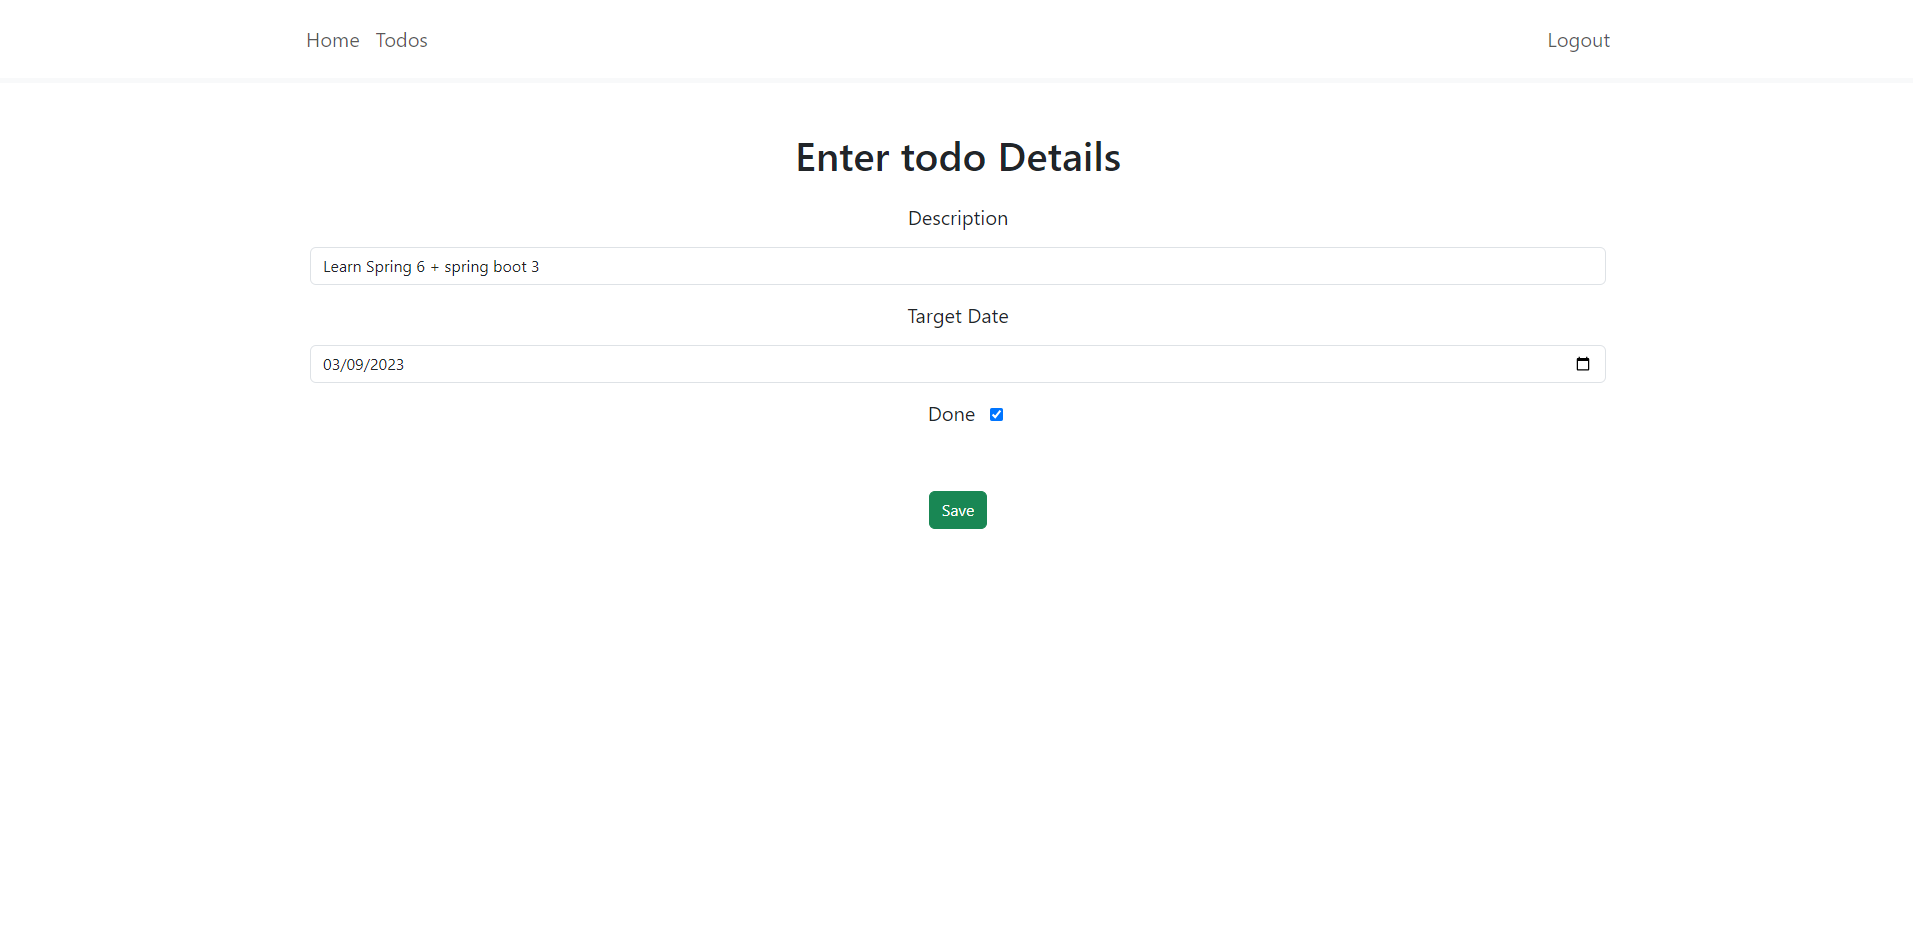 Home Todos Logout
Enter todo Details
Description
Learn Spring 6 + spring boot 3
Target Date
03/09/2023
Done
Save